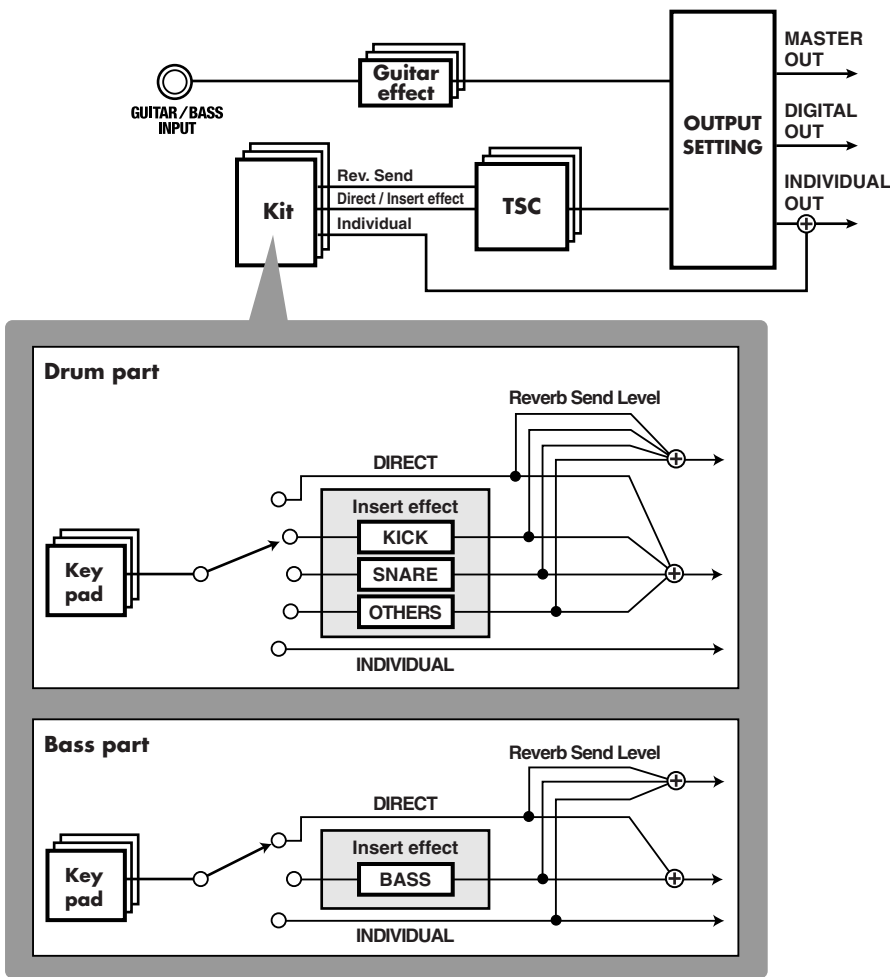 MASTER
OUT
Guitar
effect
GUITAR/BASS
INPUT
DIGITAL
OUT
OUTPUT
SETTING
Rev. Send
Direct / Insert effect
Individual
Kit
TSC
INDIVIDUAL
OUT
Drum part
Reverb Send Level
DIRECT
Insert effect
KICK
Key
pad
SNARE
OTHERS
INDIVIDUAL
Bass part
Reverb Send Level
DIRECT
Insert effect
Key
pad
BASS
INDIVIDUAL